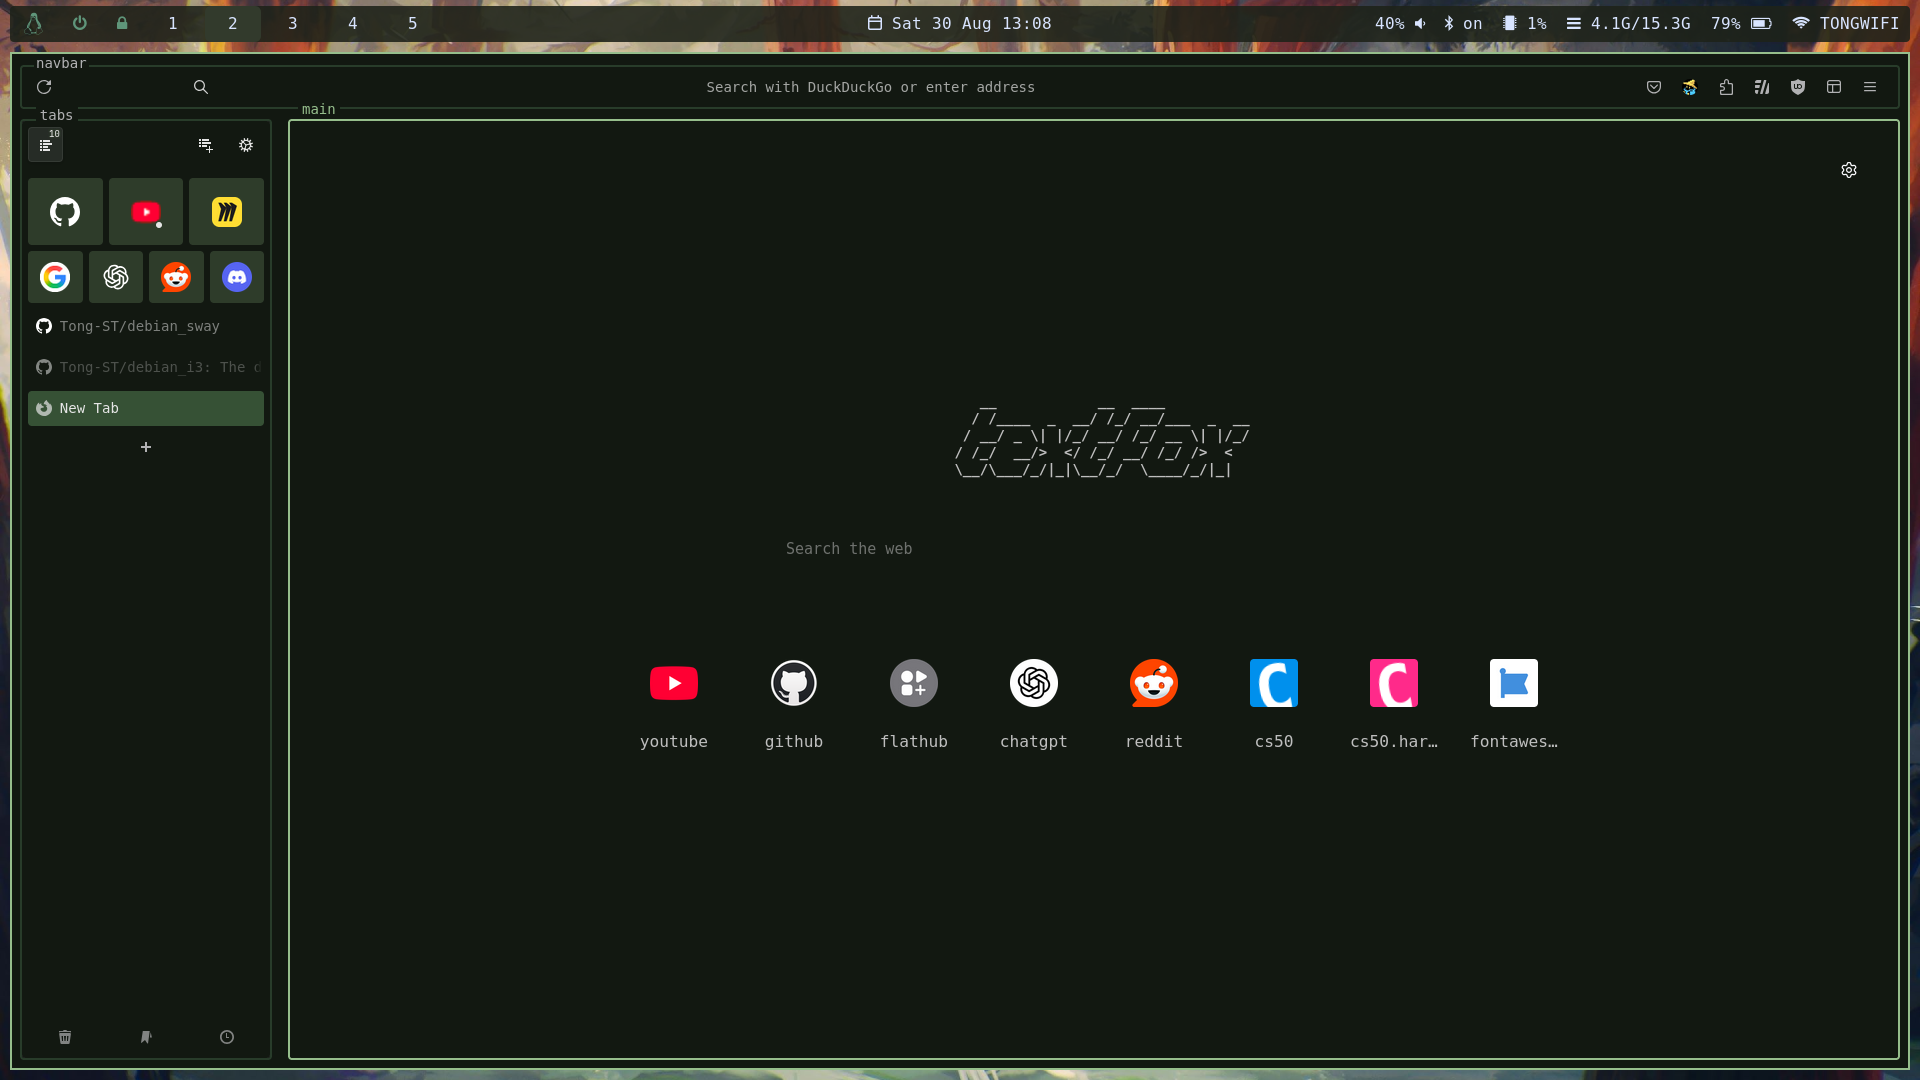 1 2 3 4 5 Sat 30 Aug 13:08 40% on 1% 4.1G/15.3G 79% TONGWIFI
navbar
Search with DuckDuckGo or enter address
tabs
main
10
Tong-ST/debian_sway
Tong-ST/debian_i3: The d
New Tab
+
textfox
Search the web
youtube github flathub chatgpt reddit cs50 cs50.har… fontawes…